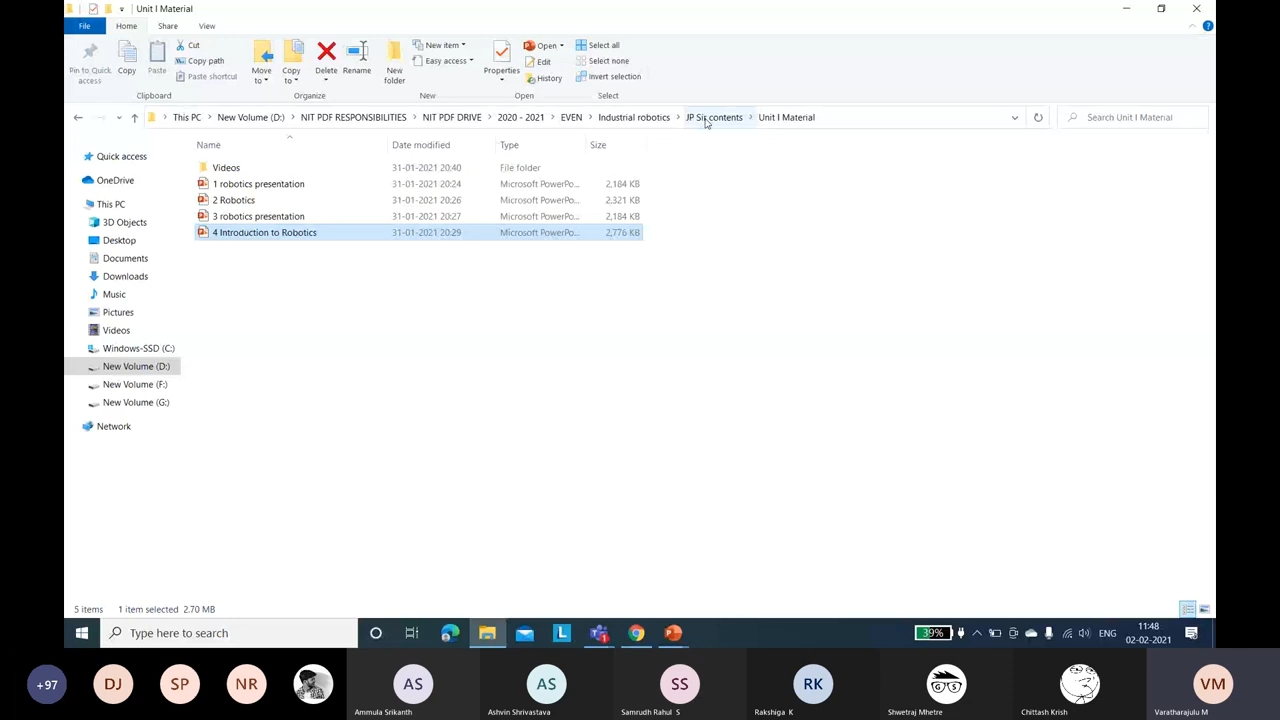 Unit I Material
File Home Share View
Pin to Quick access
Copy
Paste
Cut
Copy path
Paste shortcut
Move to
Copy to
Delete
Rename
New folder
New item
Easy access
Properties
Open
Edit
History
Select all
Select none
Invert selection
Clipboard Organize New Open Select
This PC New Volume (D:) NIT PDF RESPONSIBILITIES NIT PDF DRIVE 2020 - 2021 EVEN Industrial robotics JP Sir contents Unit I Material Search Unit I Material
Name Date modified Type Size
Videos 31-01-2021 20:40 File folder
1 robotics presentation 31-01-2021 20:24 Microsoft PowerPo... 2,184 KB
2 Robotics 31-01-2021 20:26 Microsoft PowerPo... 2,321 KB
3 robotics presentation 31-01-2021 20:27 Microsoft PowerPo... 2,184 KB
4 Introduction to Robotics 31-01-2021 20:29 Microsoft PowerPo... 2,776 KB
Quick access
OneDrive
This PC
3D Objects
Desktop
Documents
Downloads
Music
Pictures
Videos
Windows-SSD (C:)
New Volume (D:)
New Volume (F:)
New Volume (G:)
Network
5 items 1 item selected 2.70 MB
Type here to search
L
1
39%
ENG
11:48
02-02-2021
+97 DJ SP NR AS AS SS RK VM
Ammula Srikanth Ashvin Shrivastava Samrudh Rahul S Rakshiga K Shwetraj Mhetre Chittash Krish Varatharajulu M